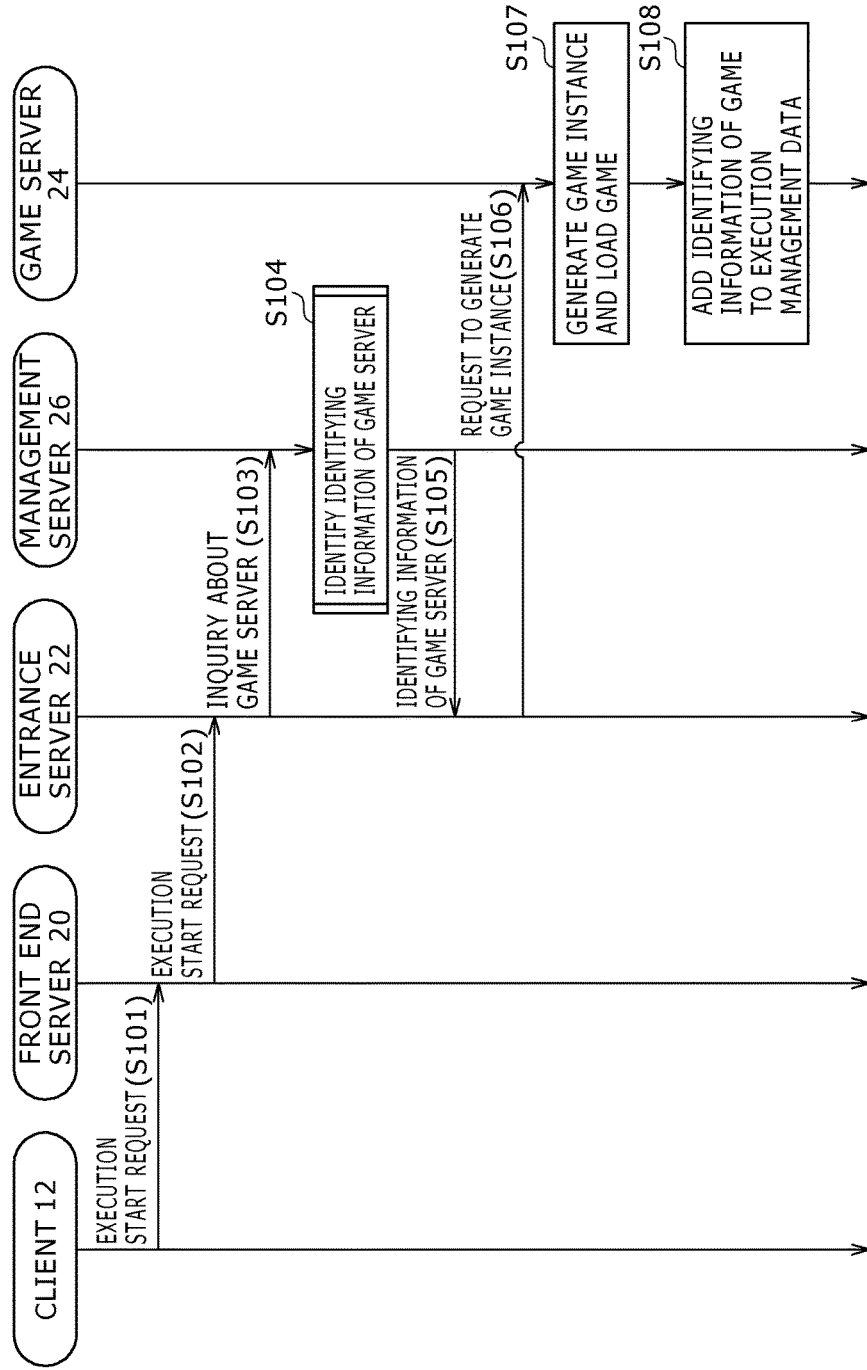 CLIENT 12
FRONT END
SERVER 20
ENTRANCE
SERVER 22
MANAGEMENT
SERVER 26
GAME SERVER
24
EXECUTION
START REQUEST(S101)
EXECUTION
START REQUEST(S102)
INQUIRY ABOUT
GAME SERVER(S103)
S104
IDENTIFY IDENTIFYING
INFORMATION OF GAME SERVER
IDENTIFYING INFORMATION
OF GAME SERVER(S105)
REQUEST TO GENERATE
GAME INSTANCE(S106)
S107
GENERATE GAME INSTANCE
AND LOAD GAME
S108
ADD IDENTIFYING
INFORMATION OF GAME
TO EXECUTION
MANAGEMENT DATA